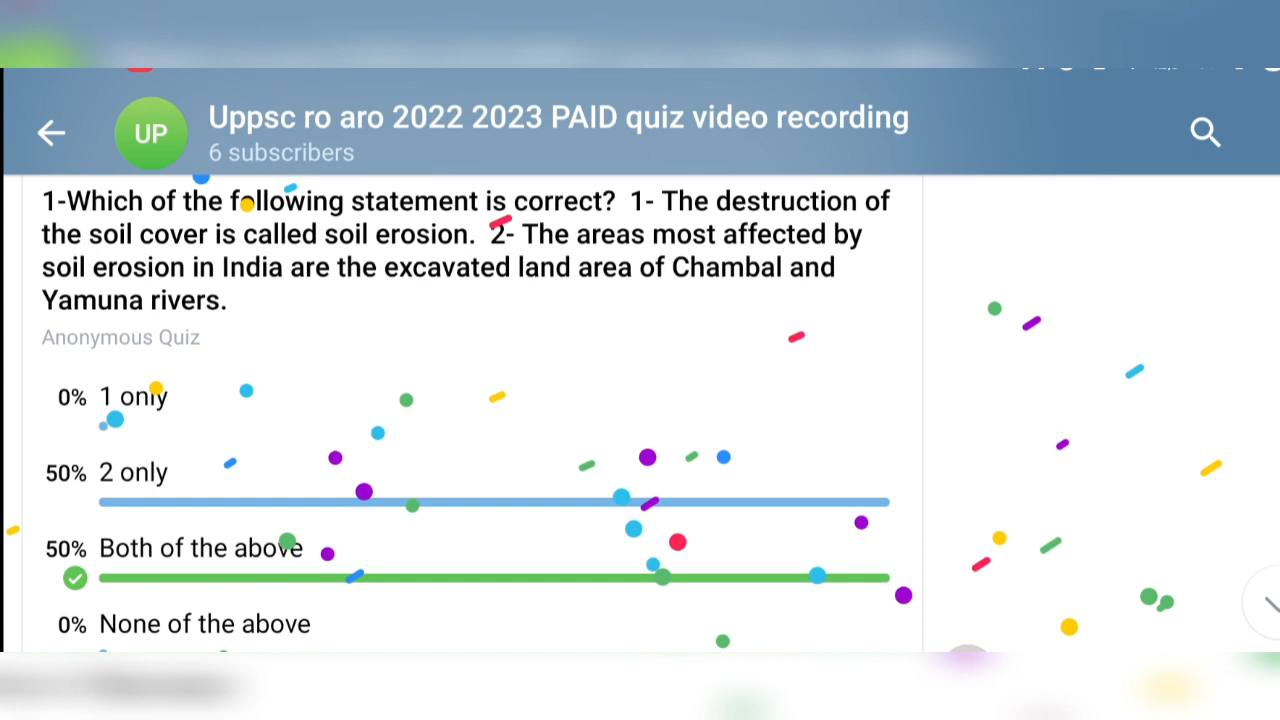 UP
Uppsc ro aro 2022 2023 PAID quiz video recording
6 subscribers
1-Which of the following statement is correct?  1- The destruction of
the soil cover is called soil erosion.  2- The areas most affected by
soil erosion in India are the excavated land area of Chambal and
Yamuna rivers.
Anonymous Quiz
0% 1 only
50% 2 only
50% Both of the above
0% None of the above